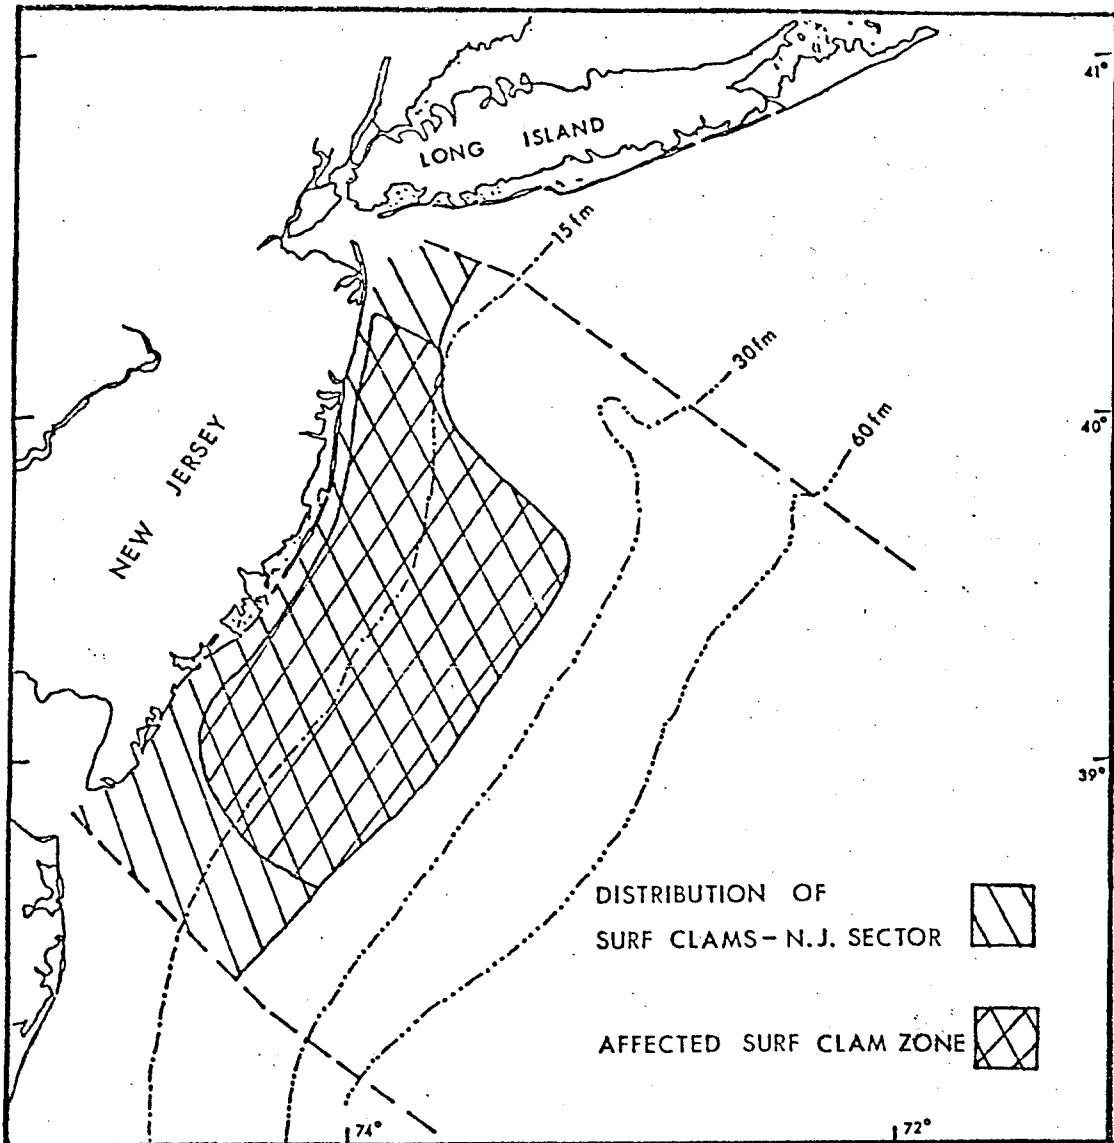 41°
LONG ISLAND
15fm
30fm
40°
60fm
NEW JERSEY
39°
DISTRIBUTION OF
SURF CLAMS-N.J. SECTOR
AFFECTED SURF CLAM ZONE
74°
72°